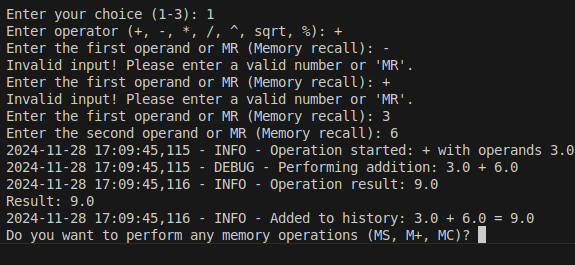 Enter your choice (1-3): 1
Enter operator (+, -, *, /, ^, sqrt, %): +
Enter the first operand or MR (Memory recall): -
Invalid input! Please enter a valid number or 'MR'.
Enter the first operand or MR (Memory recall): +
Invalid input! Please enter a valid number or 'MR'.
Enter the first operand or MR (Memory recall): 3
Enter the second operand or MR (Memory recall): 6
2024-11-28 17:09:45,115 - INFO - Operation started: + with operands 3.0
2024-11-28 17:09:45,115 - DEBUG - Performing addition: 3.0 + 6.0
2024-11-28 17:09:45,116 - INFO - Operation result: 9.0
Result: 9.0
2024-11-28 17:09:45,116 - INFO - Added to history: 3.0 + 6.0 = 9.0
Do you want to perform any memory operations (MS, M+, MC)?